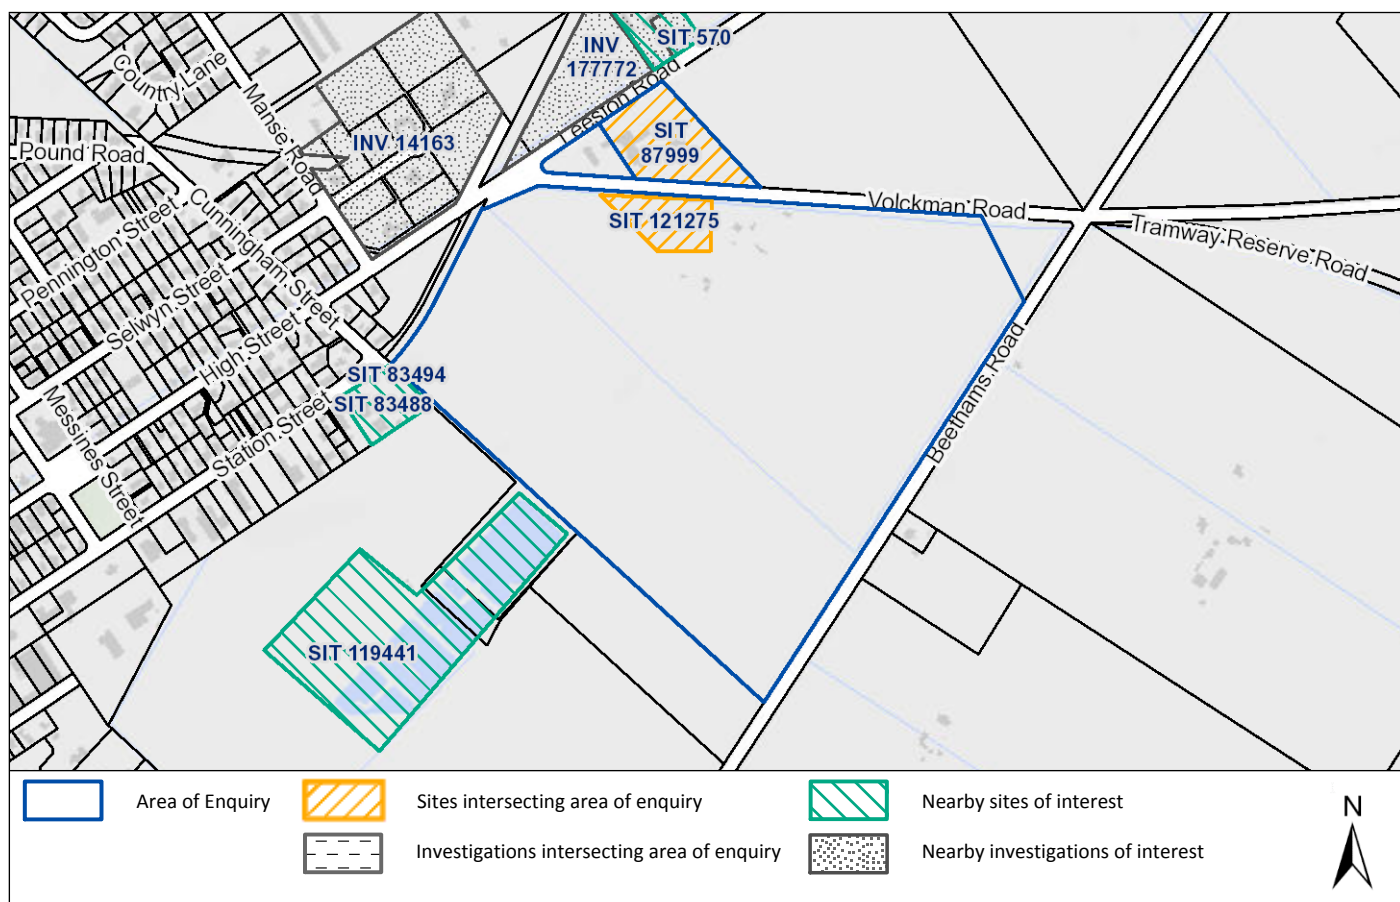 SIT 570
INV
177772
Leeston Road
Country Lane
Manse Road
INV 14163
SIT
87999
Pound Road
Cunningham Street
Pennington Street
Selwyn Street
High Street
Station Street
Messines Street
SIT 121275
Volckman Road
Tramway Reserve Road
Beethams Road
SIT 83494
SIT 83488
SIT 119441
Area of Enquiry
Sites intersecting area of enquiry
Nearby sites of interest
Investigations intersecting area of enquiry
Nearby investigations of interest
N